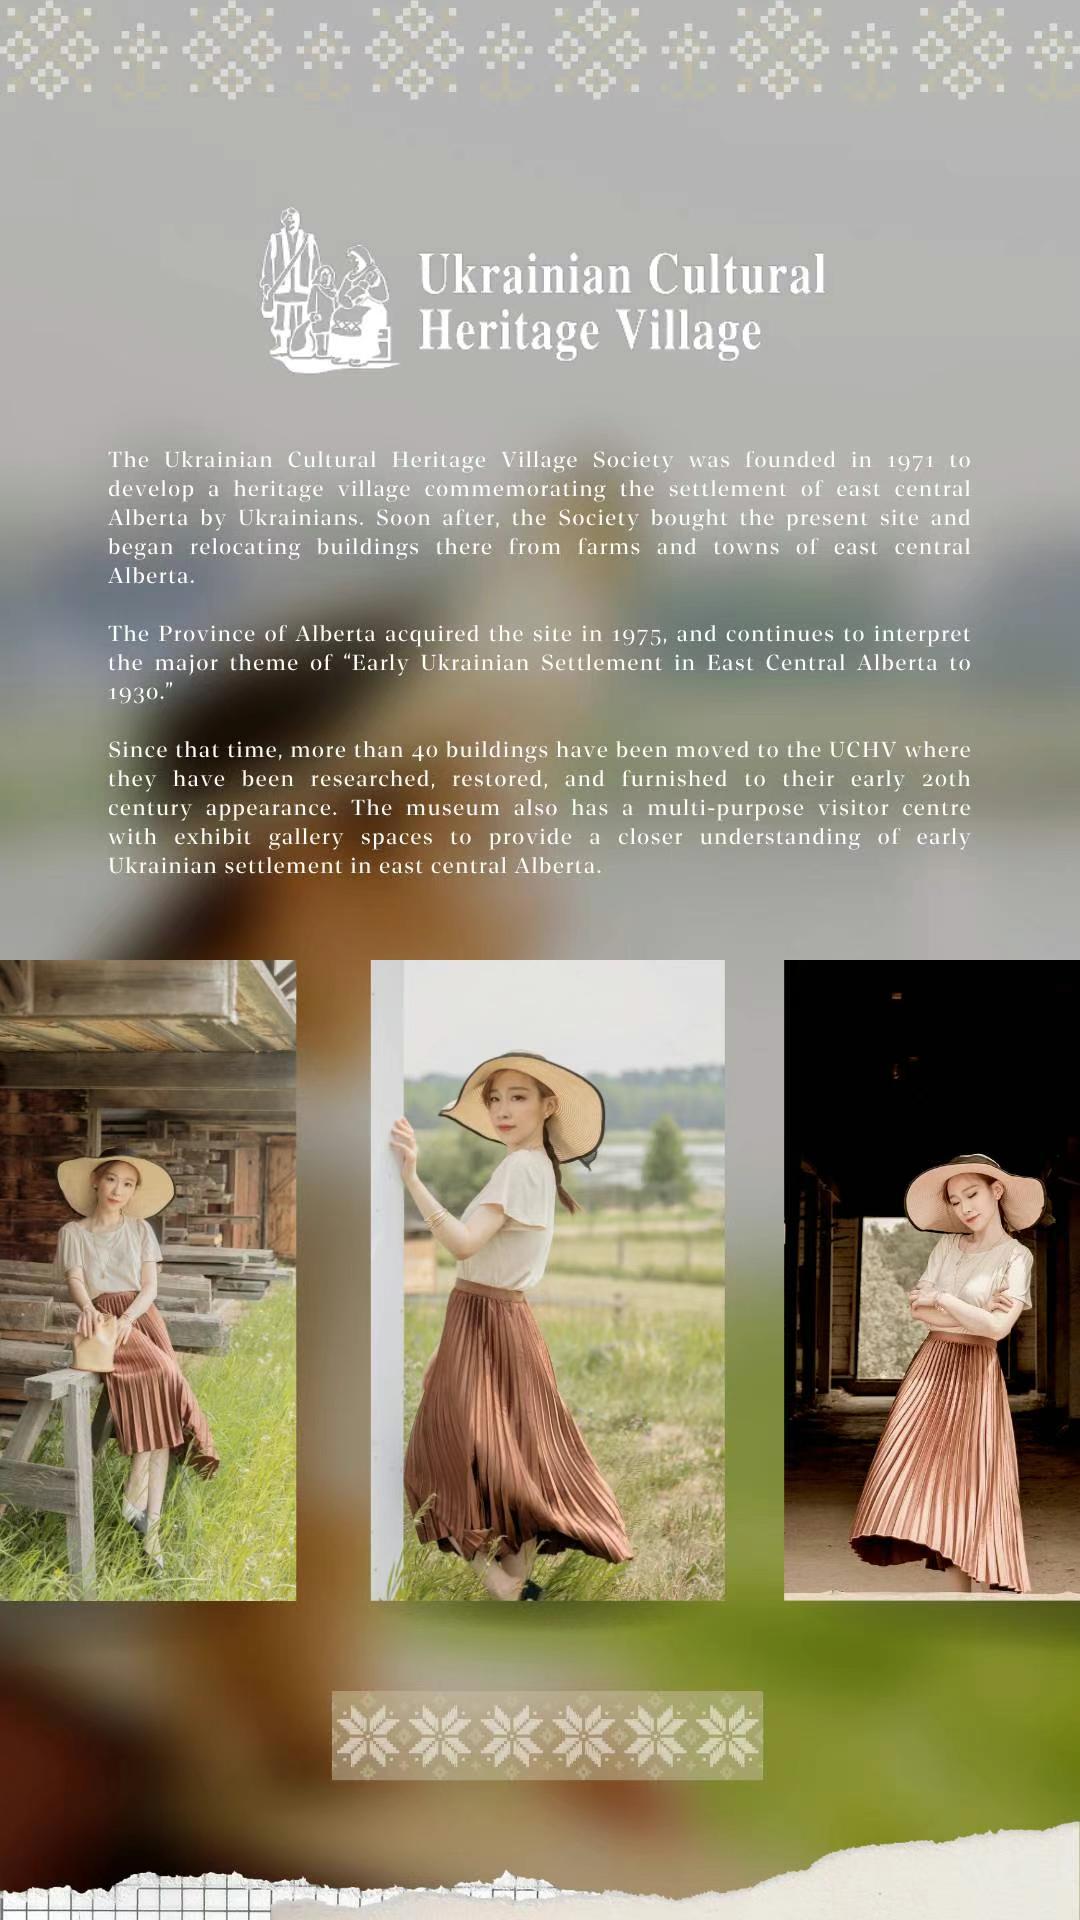 Ukrainian Cultural
Heritage Village
The Ukrainian Cultural Heritage Village Society was founded in 1971 to
develop a heritage village commemorating the settlement of east central
Alberta by Ukrainians. Soon after, the Society bought the present site and
began relocating buildings there from farms and towns of east central
Alberta.
The Province of Alberta acquired the site in 1975, and continues to interpret
the major theme of “Early Ukrainian Settlement in East Central Alberta to
1930.”
Since that time, more than 40 buildings have been moved to the UCHV where
they have been researched, restored, and furnished to their early 20th
century appearance. The museum also has a multi-purpose visitor centre
with exhibit gallery spaces to provide a closer understanding of early
Ukrainian settlement in east central Alberta.